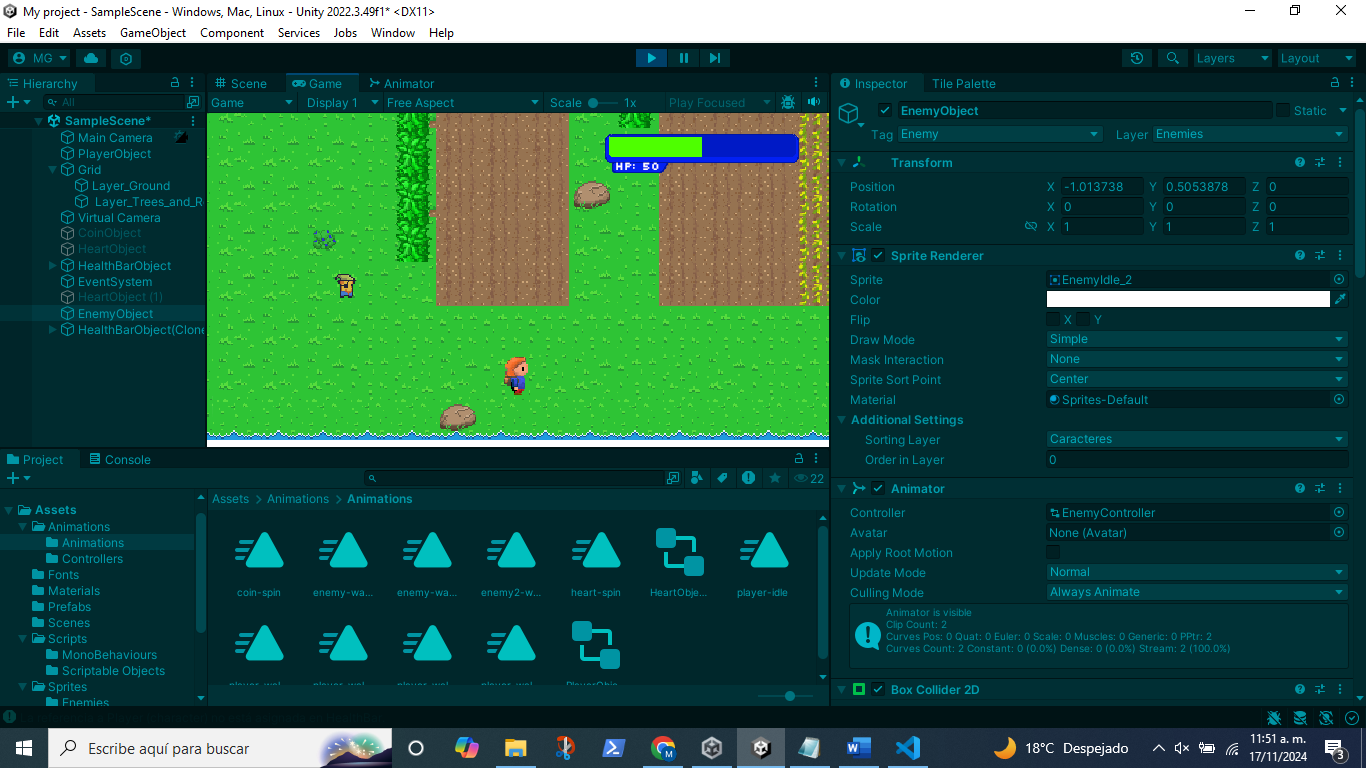 My project - SampleScene - Windows, Mac, Linux - Unity 2022.3.49f1* <DX11>
File Edit Assets GameObject Component Services Jobs Window Help
MG Layers Layout
Hierarchy
All
SampleScene*
Main Camera
PlayerObject
Grid
Layer_Ground
Layer_Trees_and_R
Virtual Camera
CoinObject
HeartObject
HealthBarObject
EventSystem
HeartObject (1)
EnemyObject
HealthBarObject(Clone
Scene Game Animator
Game Display 1 Free Aspect Scale 1x Play Focused
HP: 50
Project Console
22
Assets
Animations
Animations
Controllers
Fonts
Materials
Prefabs
Scenes
Scripts
MonoBehaviours
Scriptable Objects
Sprites
Enemies
Assets > Animations > Animations
coin-spin enemy-wa... enemy-wa... enemy2-w... heart-spin HeartObje... player-idle
player-wal... player-wal... player-wal... player-wal... PlayerObje...
Inspector Tile Palette
EnemyObject Static
Tag Enemy Layer Enemies
Transform
Position X -1.013738 Y 0.5053878 Z 0
Rotation X 0 Y 0 Z 0
Scale X 1 Y 1 Z 1
Sprite Renderer
Sprite EnemyIdle_2
Color
Flip X Y
Draw Mode Simple
Mask Interaction None
Sprite Sort Point Center
Material Sprites-Default
Additional Settings
Sorting Layer Caracteres
Order in Layer 0
Animator
Controller EnemyController
Avatar None (Avatar)
Apply Root Motion
Update Mode Normal
Culling Mode Always Animate
Animator is visible
Clip Count: 2
Curves Pos: 0 Quat: 0 Euler: 0 Scale: 0 Muscles: 0 Generic: 0 PPtr: 2
Curves Count: 2 Constant: 0 (0.0%) Dense: 0 (0.0%) Stream: 2 (100.0%)
Box Collider 2D
Escribe aquí para buscar
18°C Despejado
11:51 a. m.
17/11/2024
3